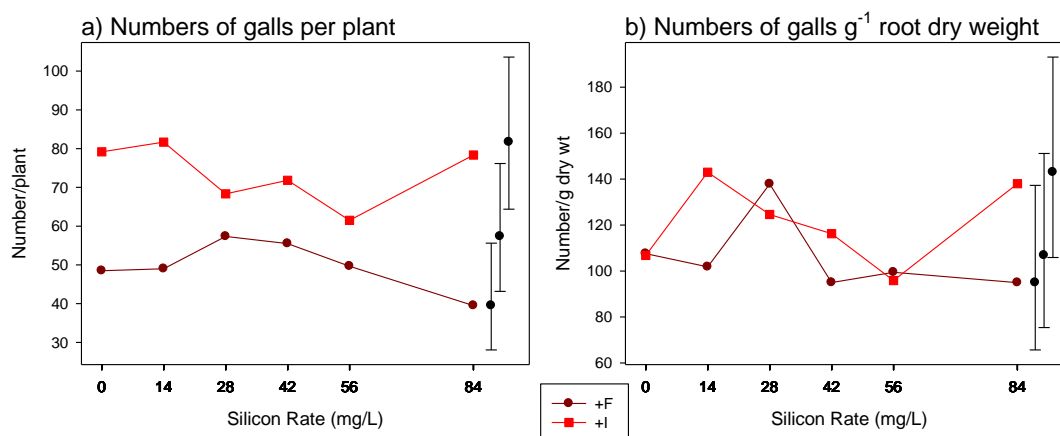 a) Numbers of galls per plant
Number/plant
100
90
80
70
60
50
40
30
0 14 28 42 56 84
Silicon Rate (mg/L)
b) Numbers of galls g⁻¹ root dry weight
Number/g dry wt
180
160
140
120
100
80
60
0 14 28 42 56 84
Silicon Rate (mg/L)
+F
+I